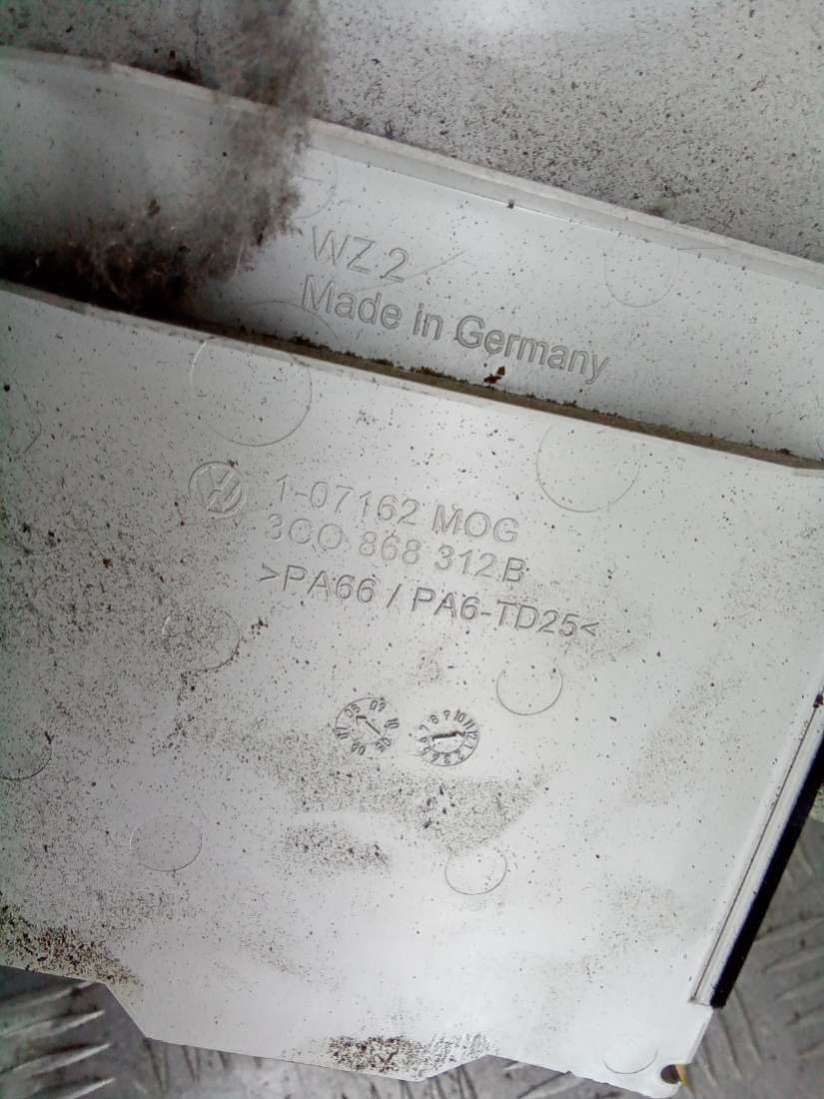 WZ 2
Made in Germany
1-07162 MOG
3C0 868 312 B
>PA66 / PA6-TD25<